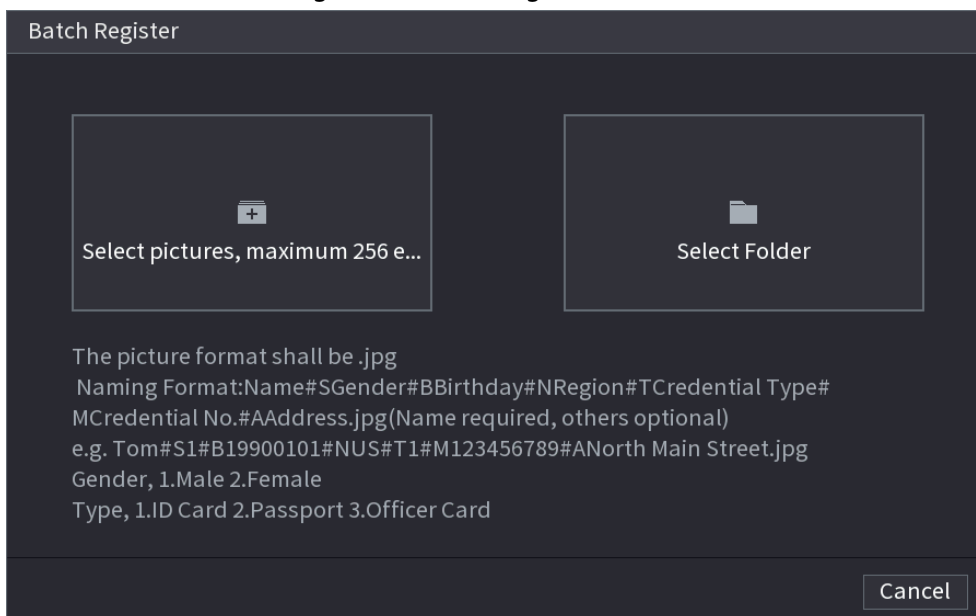 Batch Register
Select pictures, maximum 256 e...
Select Folder
The picture format shall be .jpg
Naming Format:Name#SGender#BBirthday#NRegion#TCredential Type#
MCredential No.#AAddress.jpg(Name required, others optional)
e.g. Tom#S1#B19900101#NUS#T1#M123456789#ANorth Main Street.jpg
Gender, 1.Male 2.Female
Type, 1.ID Card 2.Passport 3.Officer Card
Cancel